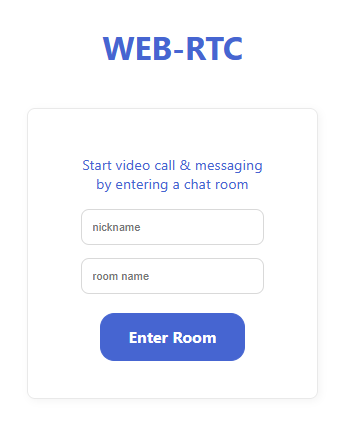 WEB-RTC
Start video call & messaging
by entering a chat room
nickname
room name
Enter Room